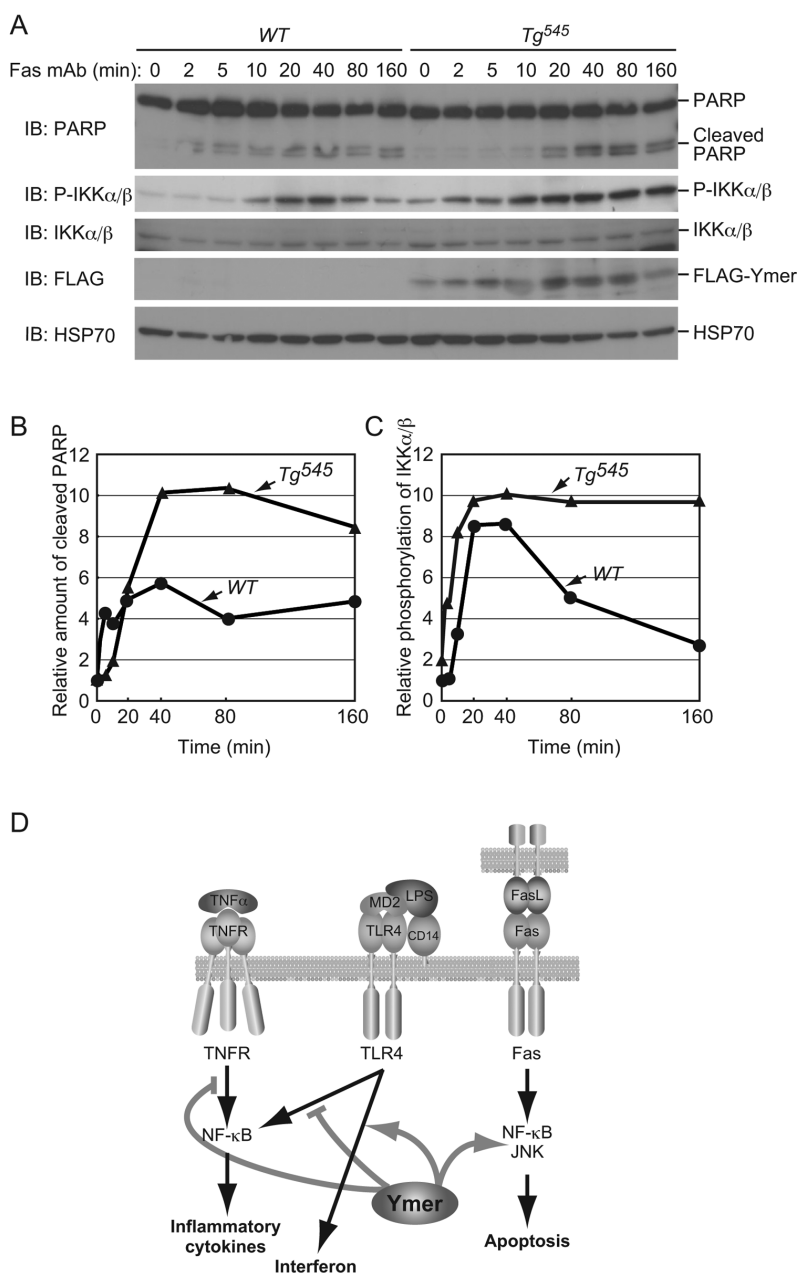 A
WT Tg545
Fas mAb (min): 0 2 5 10 20 40 80 160 0 2 5 10 20 40 80 160
IB: PARP
PARP
Cleaved
PARP
IB: P-IKKα/β
P-IKKα/β
IB: IKKα/β
IKKα/β
IB: FLAG
FLAG-Ymer
IB: HSP70
HSP70
B
Relative amount of cleaved PARP
12
10
8
6
4
2
0
Tg545
WT
0 20 40 80 160
Time (min)
C
Relative phosphorylation of IKKα/β
12
10
8
6
4
2
0
Tg545
WT
0 20 40 80 160
Time (min)
D
TNFα
TNFR
MD2 LPS
TLR4 CD14
FasL
Fas
TNFR TLR4 Fas
NF-κB
NF-κB
JNK
Ymer
Inflammatory
cytokines
Interferon
Apoptosis